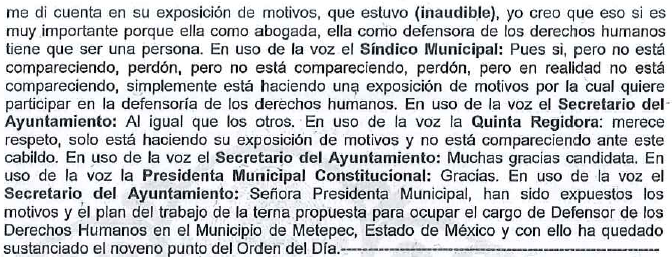 me di cuenta en su exposición de motivos, que estuvo (inaudible), yo creo que eso si es
muy importante porque ella como abogada, ella como defensora de los derechos humanos
tiene que ser una persona. En uso de la voz el Síndico Municipal: Pues si, pero no está
compareciendo, perdón, pero no está compareciendo, perdón, pero en realidad no está
compareciendo, simplemente está haciendo una exposición de motivos por la cual quiere
participar en la defensoría de los derechos humanos. En uso de la voz el Secretario del
Ayuntamiento: Al igual que los otros. En uso de la voz la Quinta Regidora: merece
respeto, solo está haciendo su exposición de motivos y no está compareciendo ante este
cabildo. En uso de la voz el Secretario del Ayuntamiento: Muchas gracias candidata. En
uso de la voz la Presidenta Municipal Constitucional: Gracias. En uso de la voz el
Secretario del Ayuntamiento: Señora Presidenta Municipal, han sido expuestos los
motivos y el plan del trabajo de la terna propuesta para ocupar el cargo de Defensor de los
Derechos Humanos en el Municipio de Metepec, Estado de México y con ello ha quedado
sustanciado el noveno punto del Orden del Día.------------------------------------------------